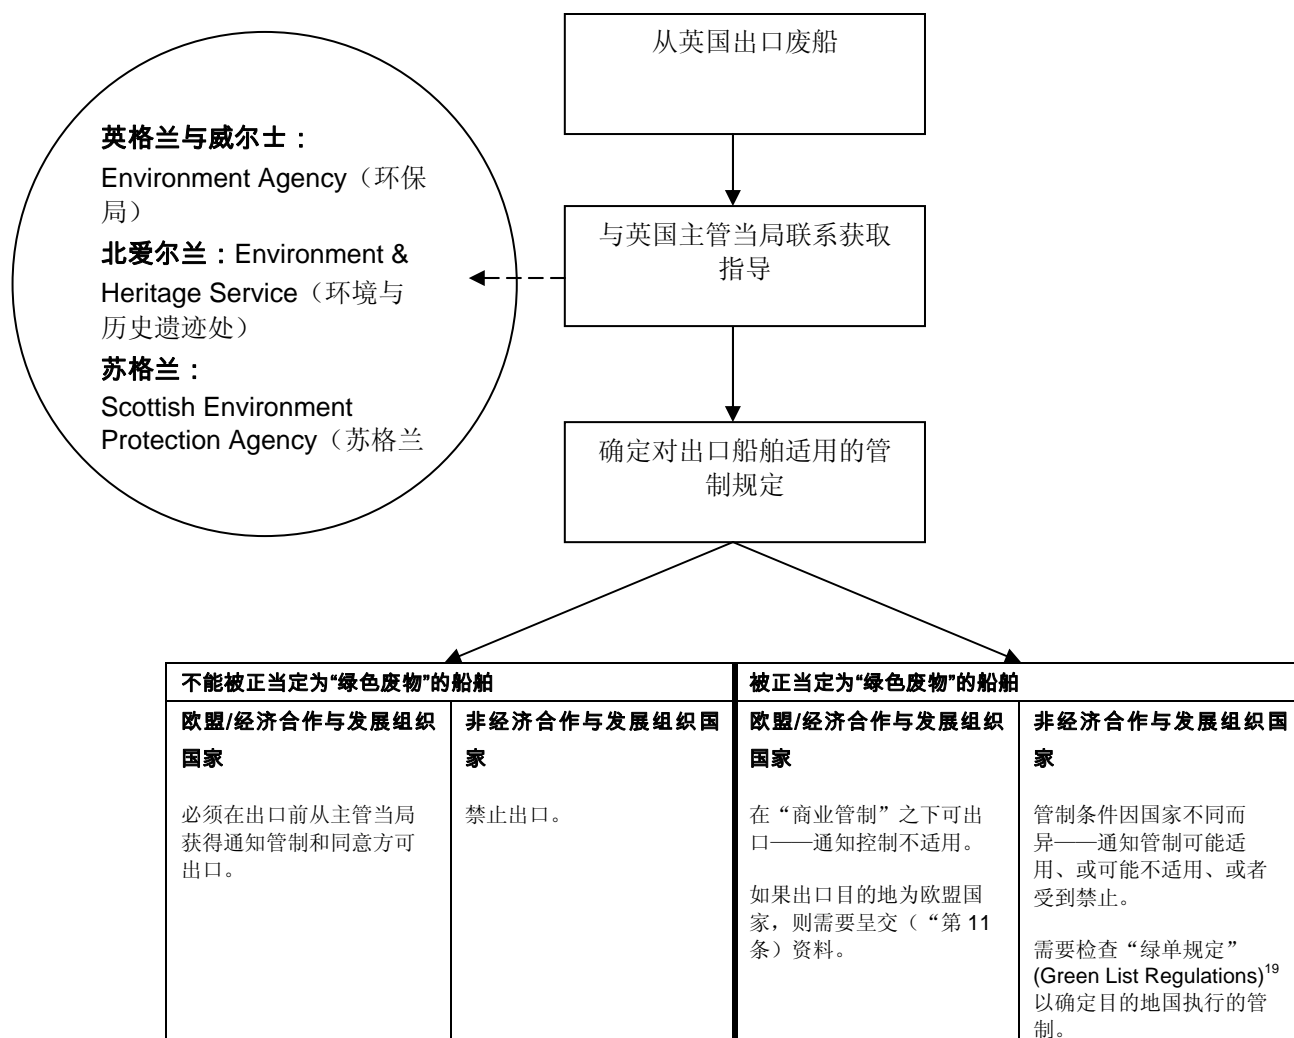 从英国出口废船
英格兰与威尔士：
Environment Agency（环保
局）
北爱尔兰：Environment &
Heritage Service（环境与
历史遗迹处）
苏格兰：
Scottish Environment
Protection Agency（苏格兰
与英国主管当局联系获取
指导
确定对出口船舶适用的管
制规定
不能被正当定为“绿色废物”的船舶
欧盟/经济合作与发展组织
国家
必须在出口前从主管当局
获得通知管制和同意方可
出口。
非经济合作与发展组织国
家
禁止出口。
被正当定为“绿色废物”的船舶
欧盟/经济合作与发展组织
国家
在“商业管制”之下可出
口——通知控制不适用。
如果出口目的地为欧盟国
家，则需要呈交（“第 11
条）资料。
非经济合作与发展组织国
家
管制条件因国家不同而
异——通知管制可能适
用、或可能不适用、或者
受到禁止。
需要检查“绿单规定”
(Green List Regulations)19
以确定目的地国执行的管
制。